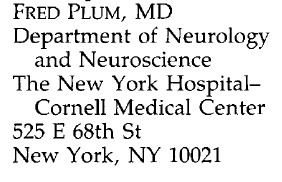 FRED PLUM, MD
Department of Neurology
and Neuroscience
The New York Hospital–
Cornell Medical Center
525 E 68th St
New York, NY 10021